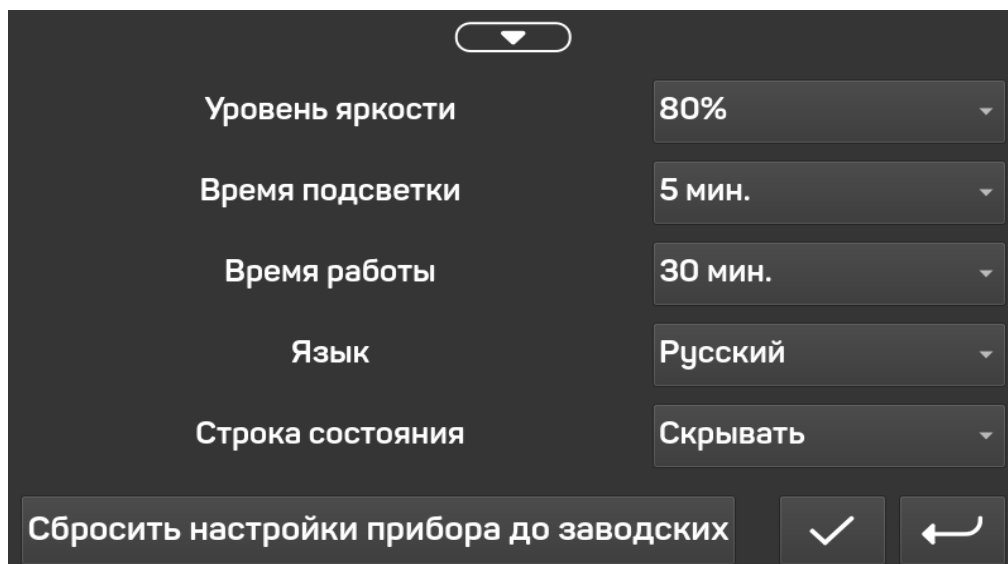 Уровень яркости 80%
Время подсветки 5 мин.
Время работы 30 мин.
Язык Русский
Строка состояния Скрывать
Сбросить настройки прибора до заводских